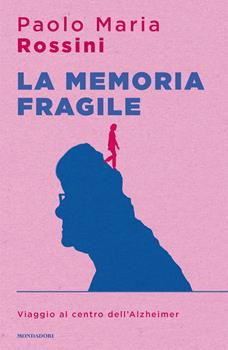 Paolo Maria
Rossini
LA MEMORIA
FRAGILE
Viaggio al centro dell'Alzheimer
MONDADORI